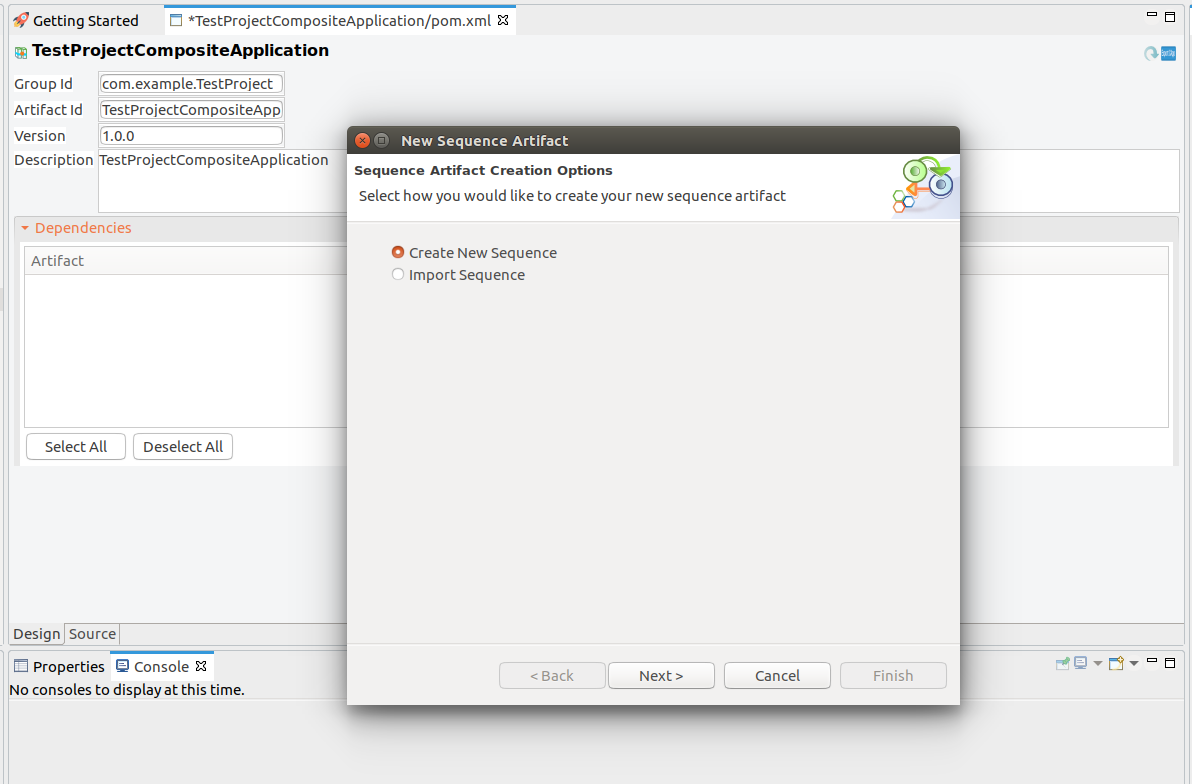 Getting Started
*TestProjectCompositeApplication/pom.xml
TestProjectCompositeApplication
Group Id
com.example.TestProject
Artifact Id
TestProjectCompositeApp
Version
1.0.0
Description
TestProjectCompositeApplication
Dependencies
Artifact
Select All
Deselect All
Design
Source
New Sequence Artifact
Sequence Artifact Creation Options
Select how you would like to create your new sequence artifact
Create New Sequence
Import Sequence
< Back
Next >
Cancel
Finish
Properties
Console
No consoles to display at this time.